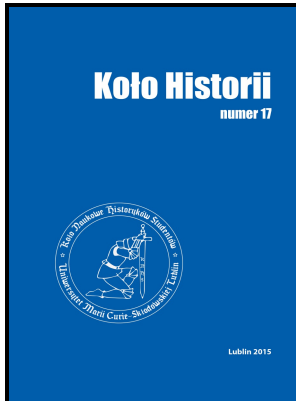 Koło Historii
numer 17
Koło Naukowe Historyków Studentów
Uniwersytet Marii Curie-Skłodowskiej Lublin
Lublin 2015